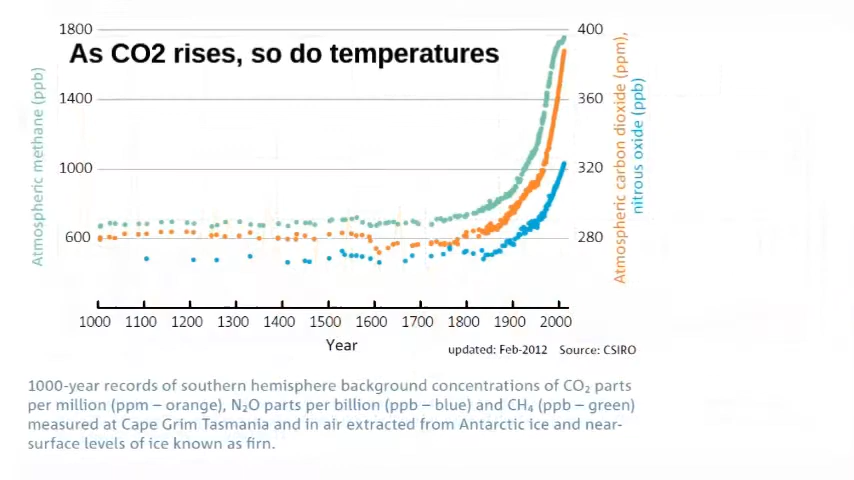 As CO2 rises, so do temperatures
1800
1400
1000
600
Atmospheric methane (ppb)
400
360
320
280
Atmospheric carbon dioxide (ppm),
nitrous oxide (ppb)
1000 1100 1200 1300 1400 1500 1600 1700 1800 1900 2000
Year
updated: Feb-2012 Source: CSIRO
1000-year records of southern hemisphere background concentrations of CO₂ parts
per million (ppm – orange), N₂O parts per billion (ppb – blue) and CH₄ (ppb – green)
measured at Cape Grim Tasmania and in air extracted from Antarctic ice and near-
surface levels of ice known as firn.